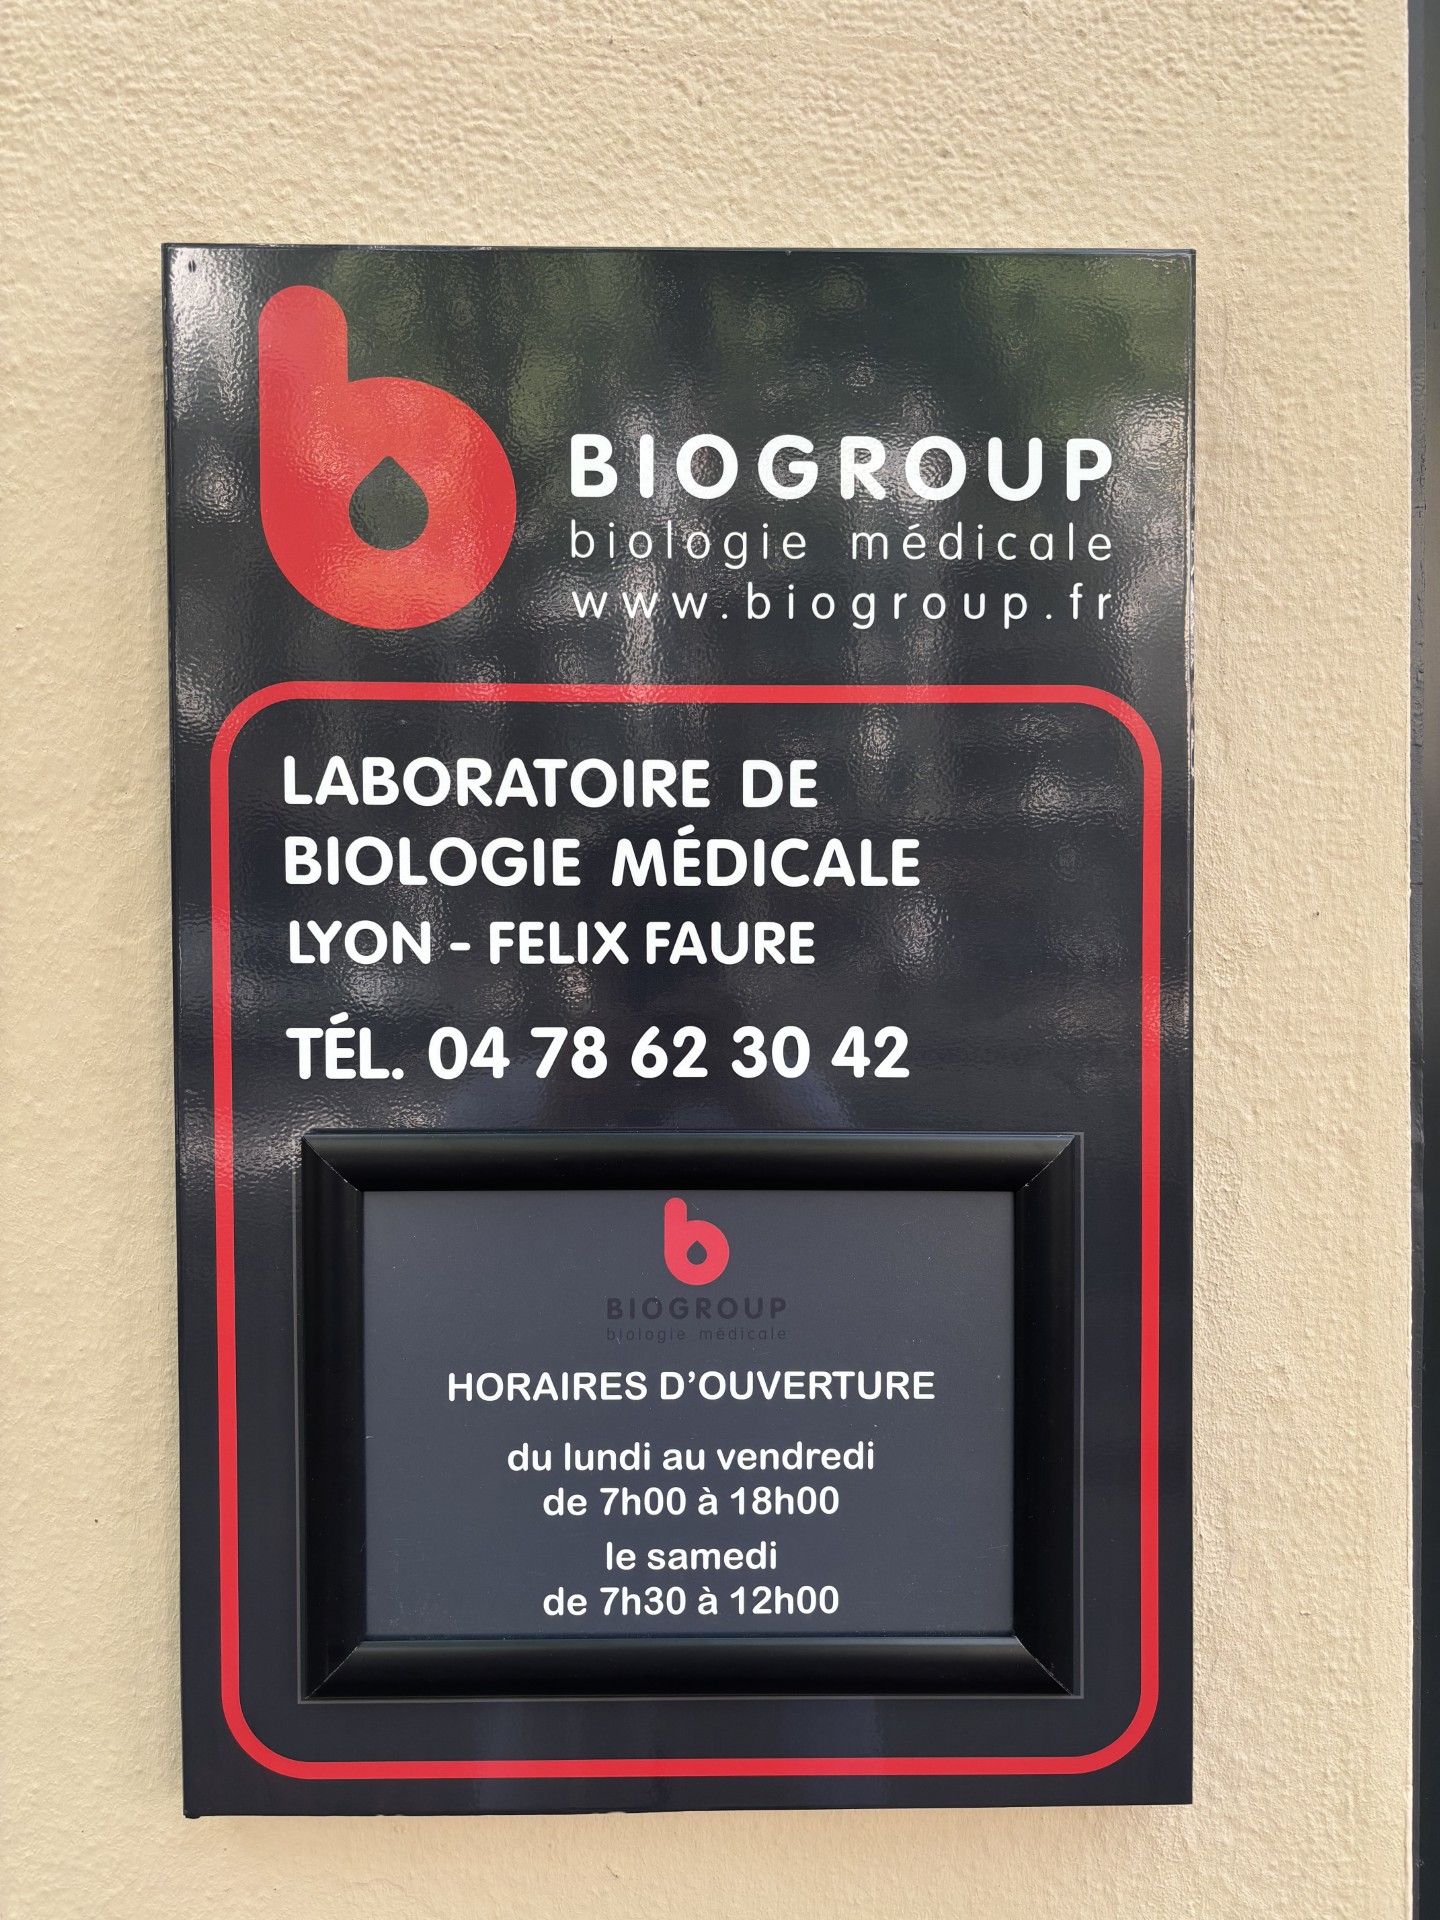 BIOGROUP
biologie médicale
www.biogroup.fr
LABORATOIRE DE
BIOLOGIE MÉDICALE
LYON - FELIX FAURE
TÉL. 04 78 62 30 42
BIOGROUP
biologie médicale
HORAIRES D'OUVERTURE
du lundi au vendredi
de 7h00 à 18h00
le samedi
de 7h30 à 12h00